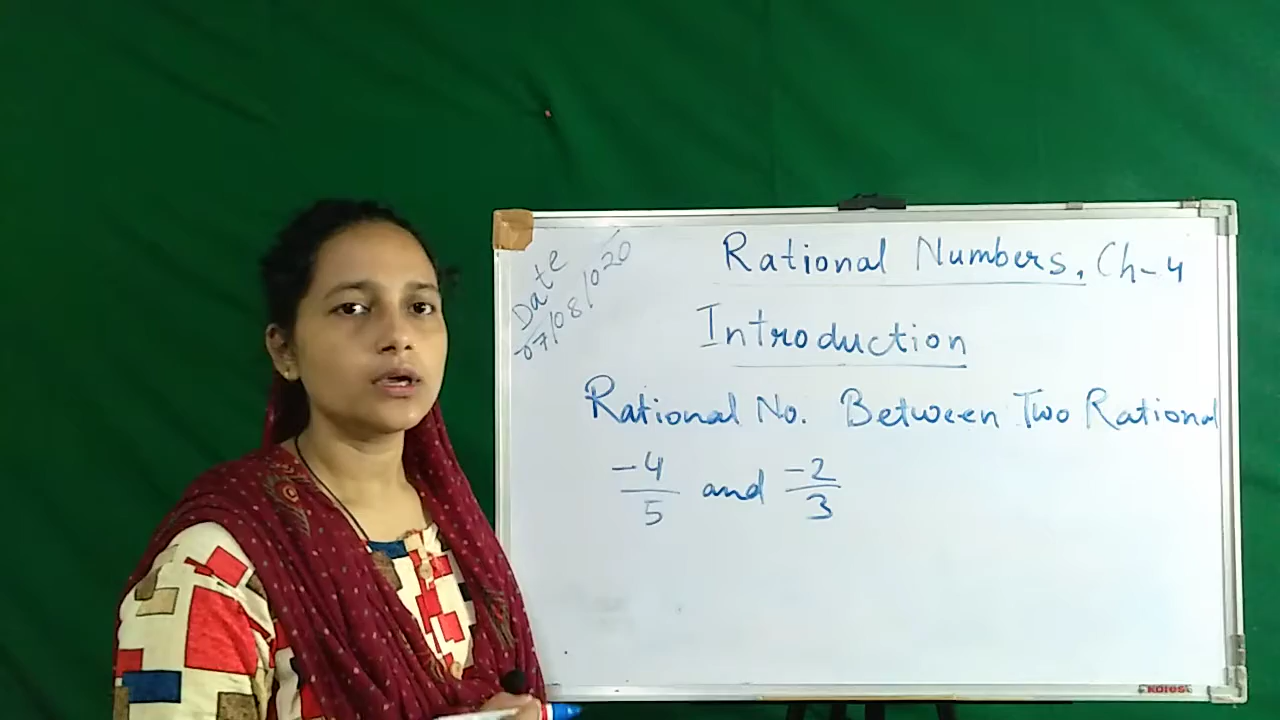 Date
07/08/2020
Rational Numbers, Ch-4
Introduction
Rational No. Between Two Rational
-4/5 and -2/3
Kores